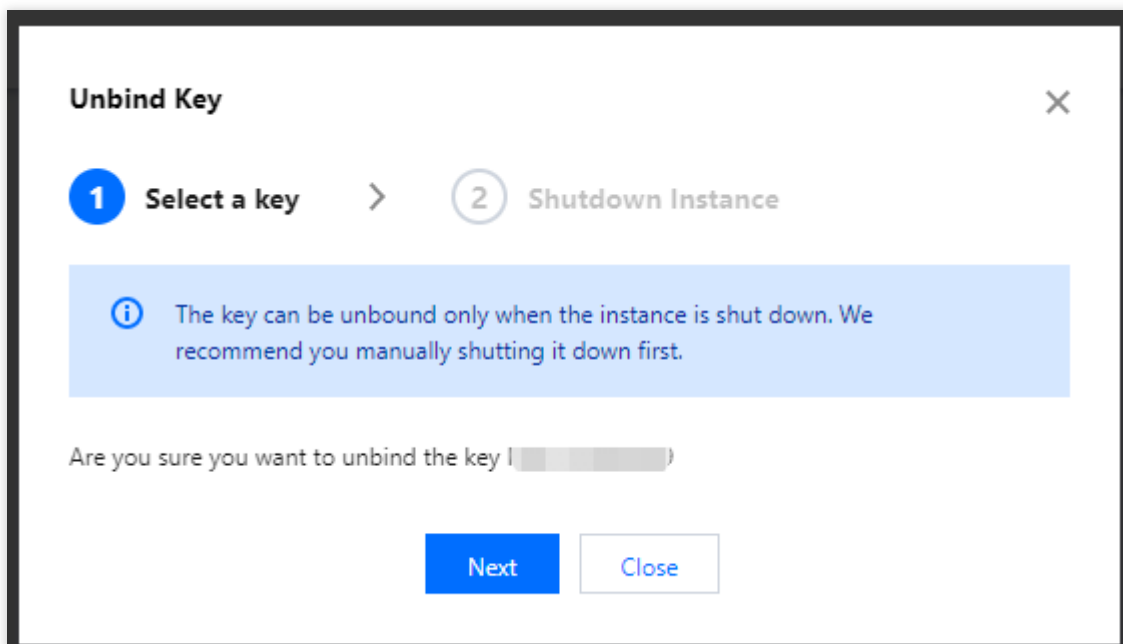 Unbind Key
1 Select a key > 2 Shutdown Instance
The key can be unbound only when the instance is shut down. We
recommend you manually shutting it down first.
Are you sure you want to unbind the key
Next Close